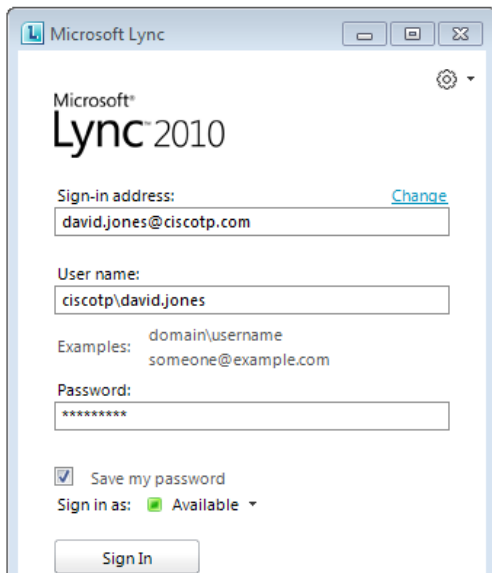 Microsoft Lync
Microsoft®
Lync™ 2010
Sign-in address: Change
david.jones@ciscotp.com
User name:
ciscotp\david.jones
Examples: domain\username
someone@example.com
Password:
*********
Save my password
Sign in as: Available
Sign In